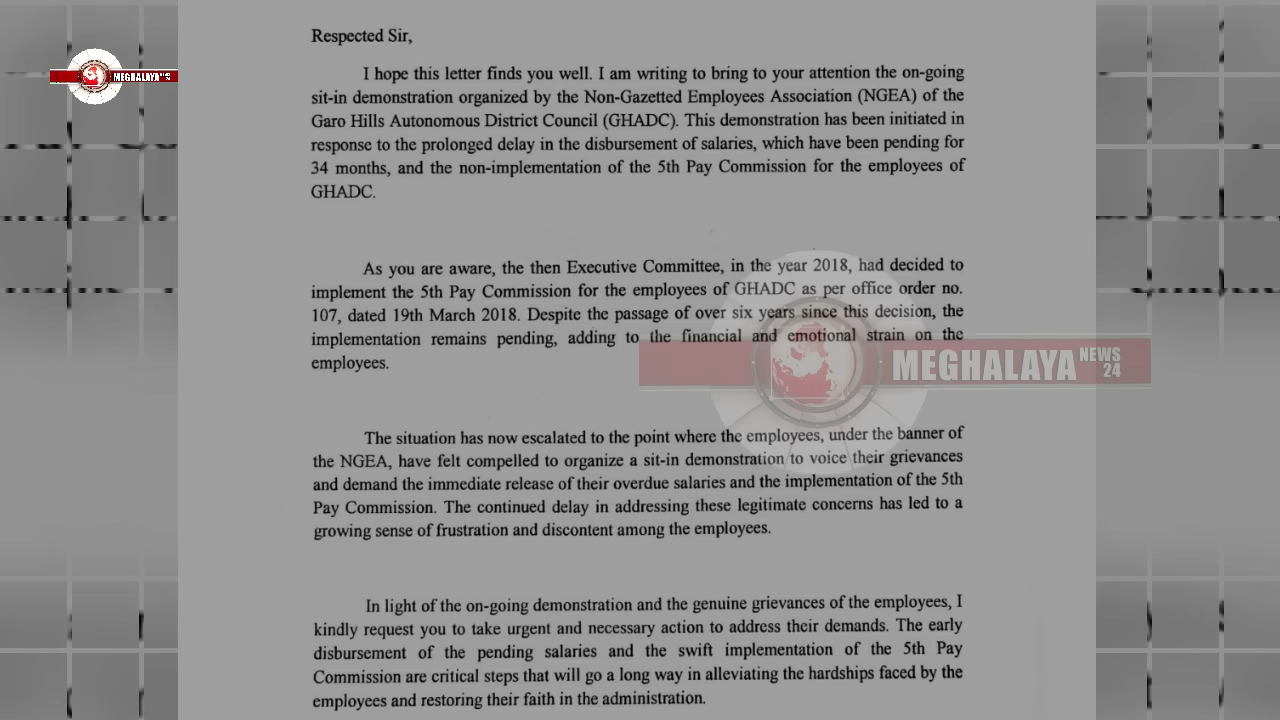 Respected Sir,
I hope this letter finds you well. I am writing to bring to your attention the on-going
sit-in demonstration organized by the Non-Gazetted Employees Association (NGEA) of the
Garo Hills Autonomous District Council (GHADC). This demonstration has been initiated in
response to the prolonged delay in the disbursement of salaries, which have been pending for
34 months, and the non-implementation of the 5th Pay Commission for the employees of
GHADC.
As you are aware, the then Executive Committee, in the year 2018, had decided to
implement the 5th Pay Commission for the employees of GHADC as per office order no.
107, dated 19th March 2018. Despite the passage of over six years since this decision, the
implementation remains pending, adding to the financial and emotional strain on the
employees.
The situation has now escalated to the point where the employees, under the banner of
the NGEA, have felt compelled to organize a sit-in demonstration to voice their grievances
and demand the immediate release of their overdue salaries and the implementation of the 5th
Pay Commission. The continued delay in addressing these legitimate concerns has led to a
growing sense of frustration and discontent among the employees.
In light of the on-going demonstration and the genuine grievances of the employees, I
kindly request you to take urgent and necessary action to address their demands. The early
disbursement of the pending salaries and the swift implementation of the 5th Pay
Commission are critical steps that will go a long way in alleviating the hardships faced by the
employees and restoring their faith in the administration.
MEGHALAYA NEWS 24
MEGHALAYA NEWS 24